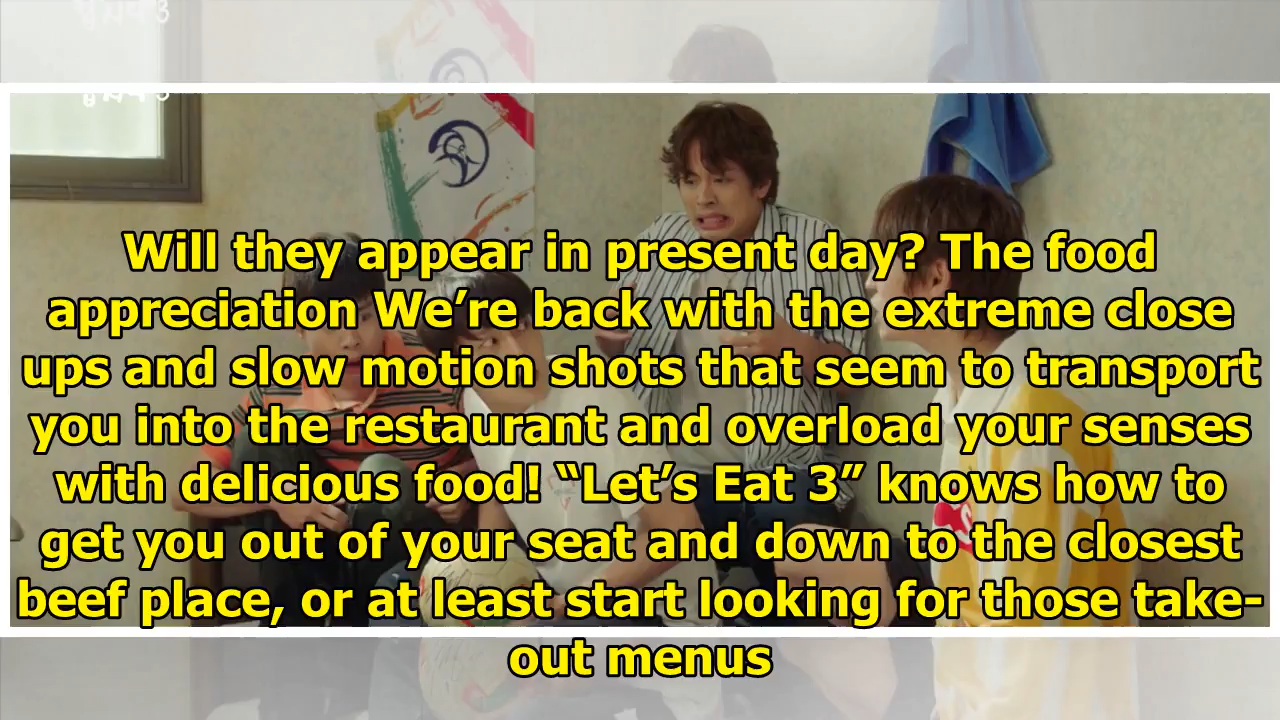 Will they appear in present day? The food
appreciation We’re back with the extreme close
ups and slow motion shots that seem to transport
you into the restaurant and overload your senses
with delicious food! “Let’s Eat 3” knows how to
get you out of your seat and down to the closest
beef place, or at least start looking for those take-
out menus